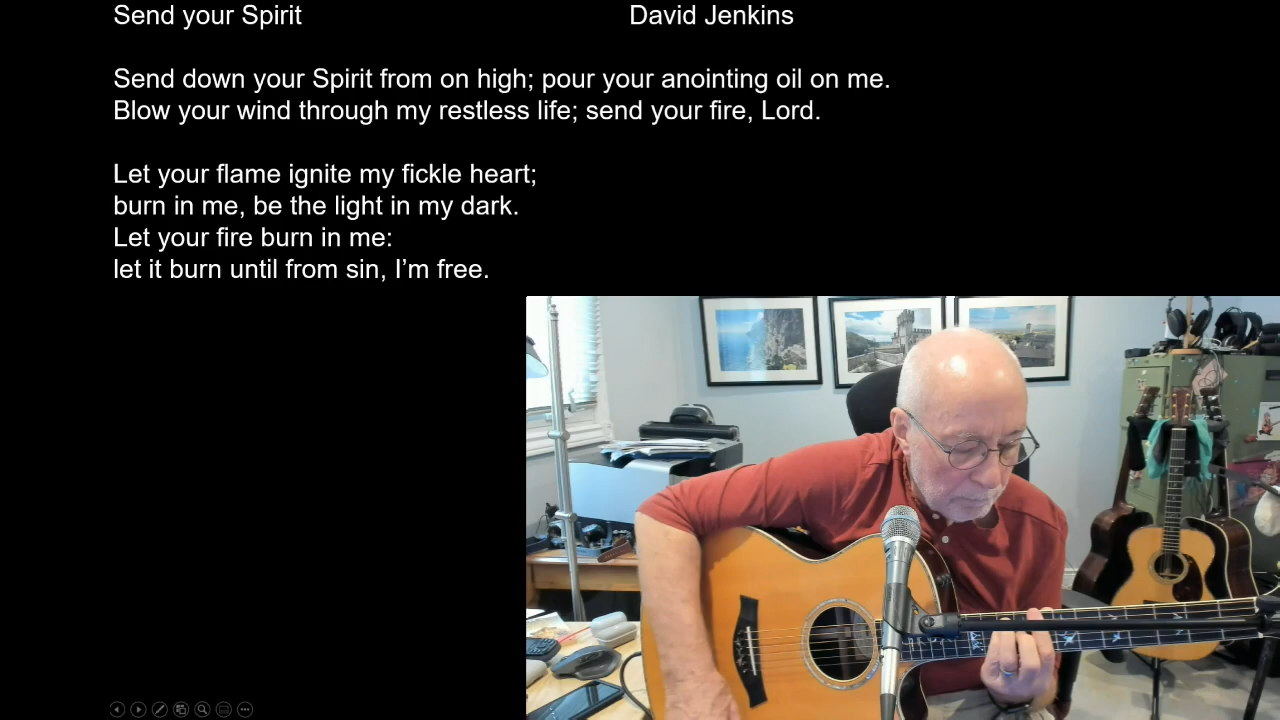 Send your Spirit David Jenkins
Send down your Spirit from on high; pour your anointing oil on me.
Blow your wind through my restless life; send your fire, Lord.
Let your flame ignite my fickle heart;
burn in me, be the light in my dark.
Let your fire burn in me:
let it burn until from sin, I’m free.